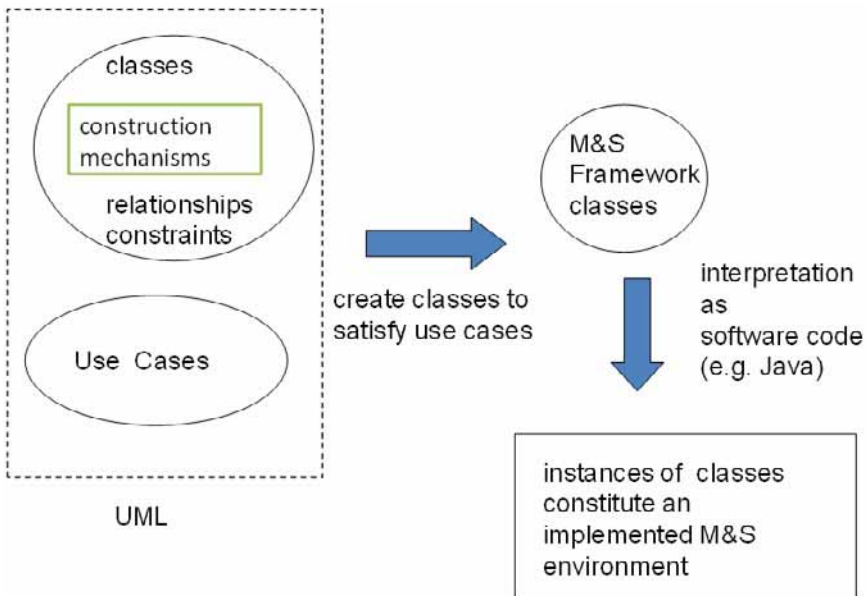 classes
construction
mechanisms
relationships
constraints
Use Cases
UML
create classes to
satisfy use cases
M&S
Framework
classes
interpretation
as
software code
(e.g. Java)
instances of classes
constitute an
implemented M&S
environment